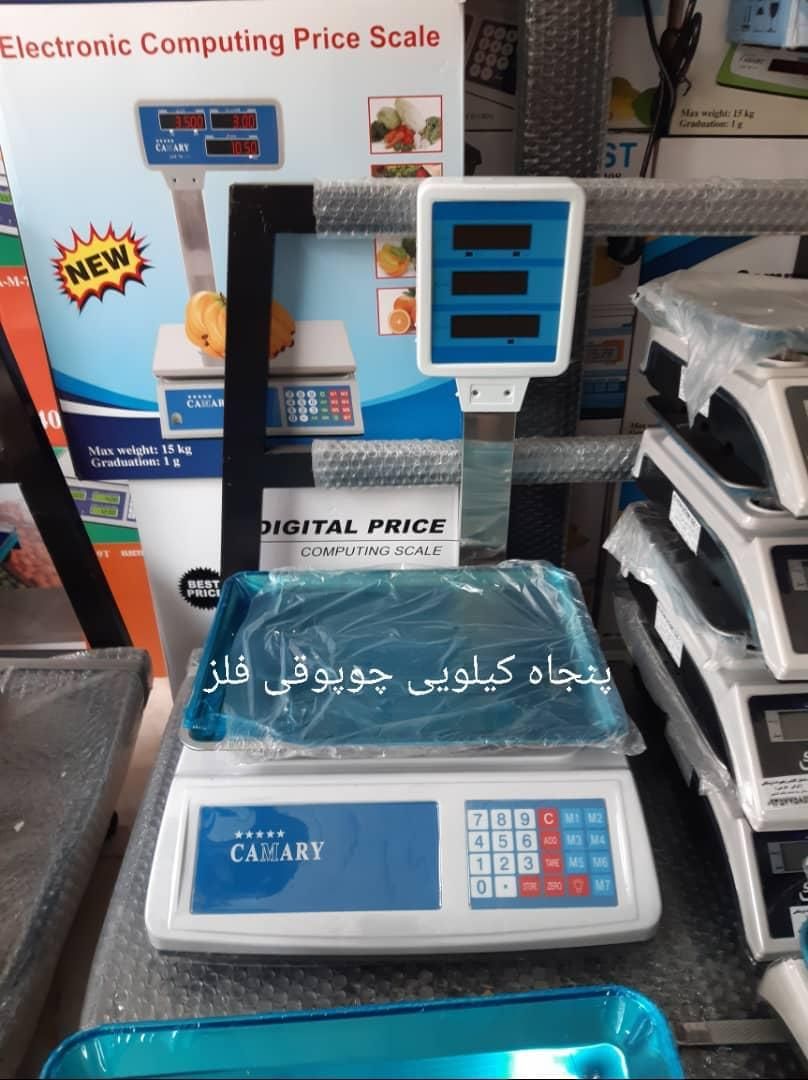 Electronic Computing Price Scale
3.500 3.00
10.50
CAMARY
NEW
Max weight: 15 kg
Graduation: 1 g
DIGITAL PRICE
COMPUTING SCALE
BEST
PRICE
Max weight: 15 kg
Graduation: 1 g
ST
پنجاه کیلویی چوپوقی فلز
CAMARY
7 8 9 C M1 M2
4 5 6 ADD M3 M4
1 2 3 TARE M5 M6
0 . STORE ZERO M7